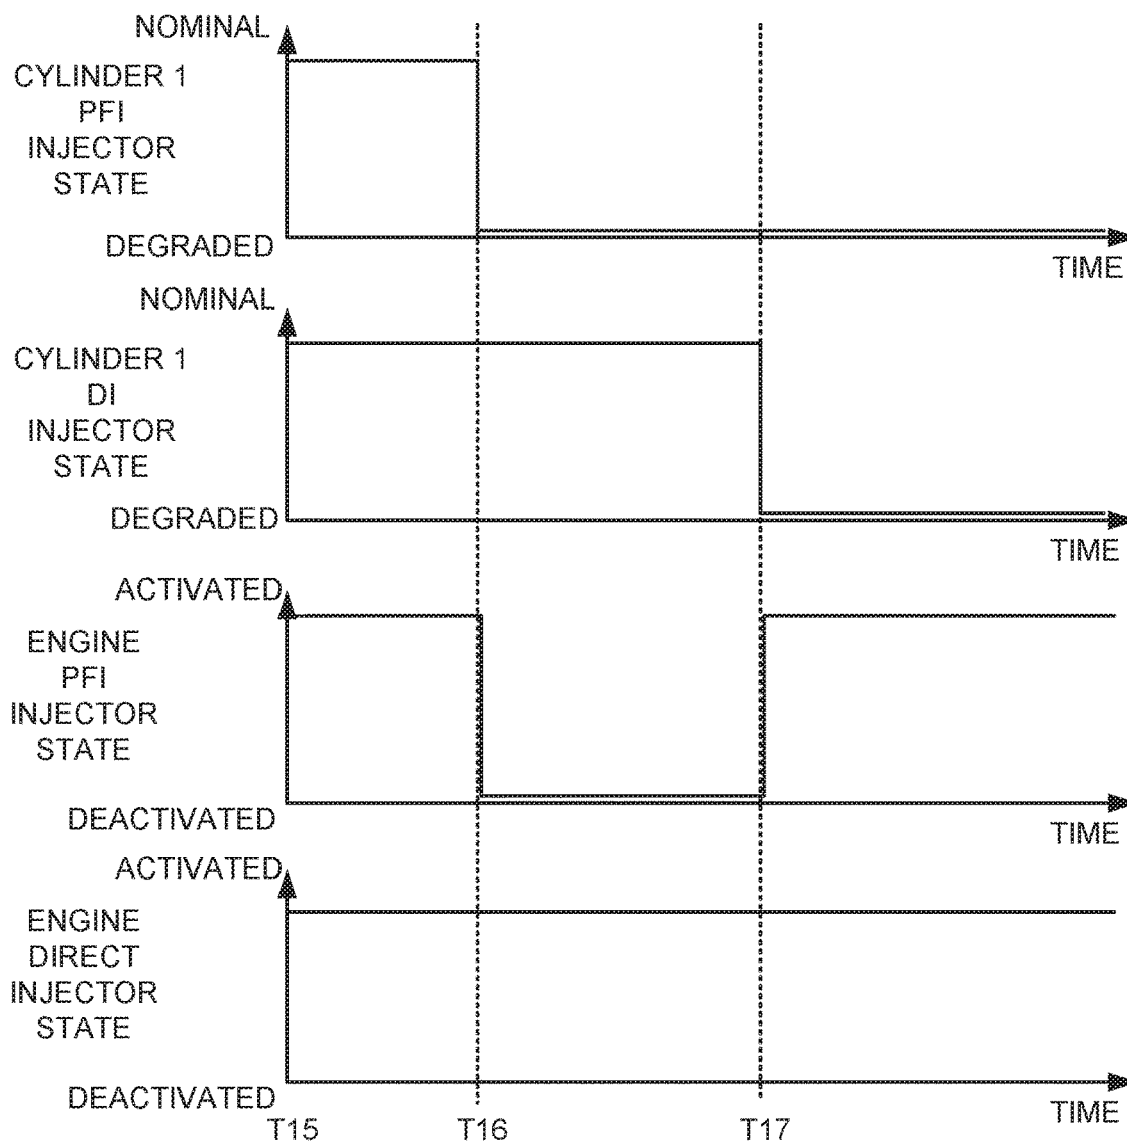 NOMINAL
CYLINDER 1
PFI
INJECTOR
STATE
DEGRADED
TIME
NOMINAL
CYLINDER 1
DI
INJECTOR
STATE
DEGRADED
TIME
ACTIVATED
ENGINE
PFI
INJECTOR
STATE
DEACTIVATED
TIME
ACTIVATED
ENGINE
DIRECT
INJECTOR
STATE
DEACTIVATED
TIME
T15 T16 T17